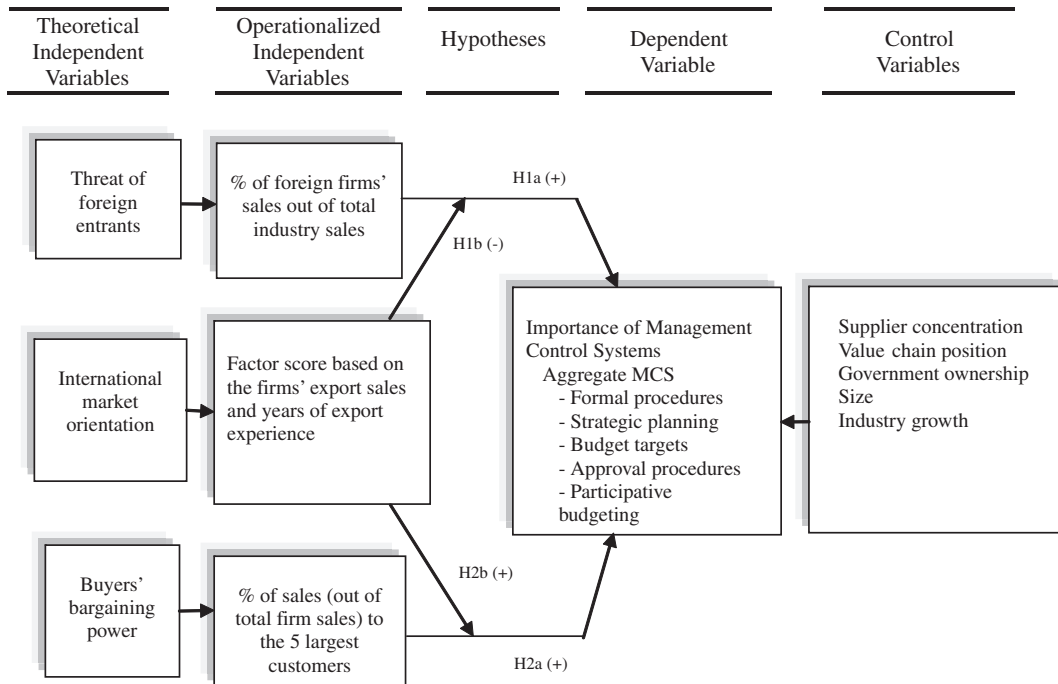 Theoretical
Independent
Variables
Operationalized
Independent
Variables
Hypotheses
Dependent
Variable
Control
Variables
Threat of
foreign
entrants
% of foreign firms'
sales out of total
industry sales
H1a (+)
H1b (-)
International
market
orientation
Factor score based on
the firms' export sales
and years of export
experience
Importance of Management
Control Systems
Aggregate MCS
- Formal procedures
- Strategic planning
- Budget targets
- Approval procedures
- Participative
budgeting
Supplier concentration
Value chain position
Government ownership
Size
Industry growth
Buyers'
bargaining
power
% of sales (out of
total firm sales) to
the 5 largest
customers
H2b (+)
H2a (+)